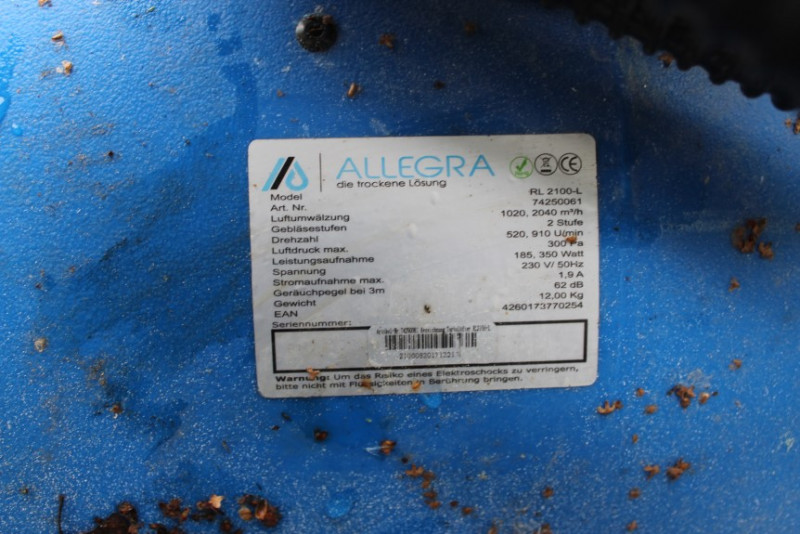 ALLEGRA
die trockene Lösung
Model RL 2100-L
Art. Nr. 74250061
Luftumwälzung 1020, 2040 m³/h
Gebläsestufen 2 Stufe
Drehzahl 520, 910 U/min
Luftdruck max. 300 Pa
Leistungsaufnahme 185, 350 Watt
Spannung 230 V/ 50Hz
Stromaufnahme max. 1,9 A
Geräuchpegel bei 3m 62 dB
Gewicht 12,00 Kg
EAN 4260173770254
Seriennummer:
Warnung: Um das Risiko eines Elektroschocks zu verringern,
bitte nicht mit Flüssigkeiten in Berührung bringen.